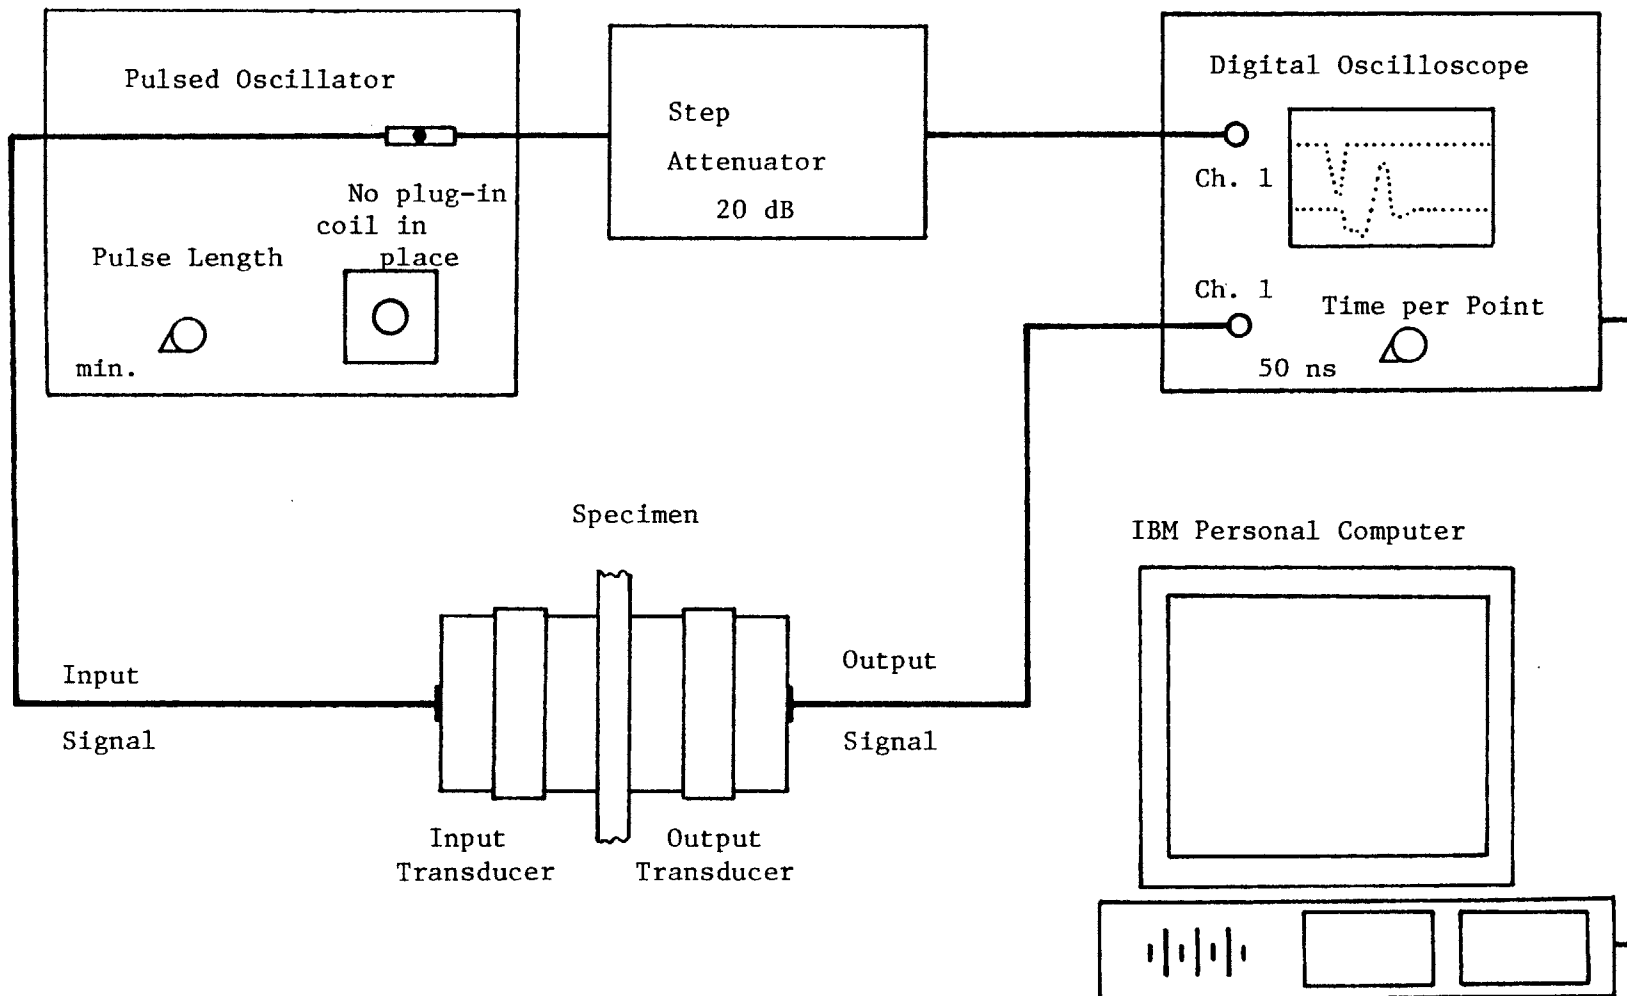 Pulsed Oscillator
No plug-in
coil in
place
Pulse Length
min.
Step
Attenuator
20 dB
Digital Oscilloscope
Ch. 1
Ch. 1
Time per Point
50 ns
Specimen
Input
Signal
Input
Transducer
Output
Transducer
Output
Signal
IBM Personal Computer